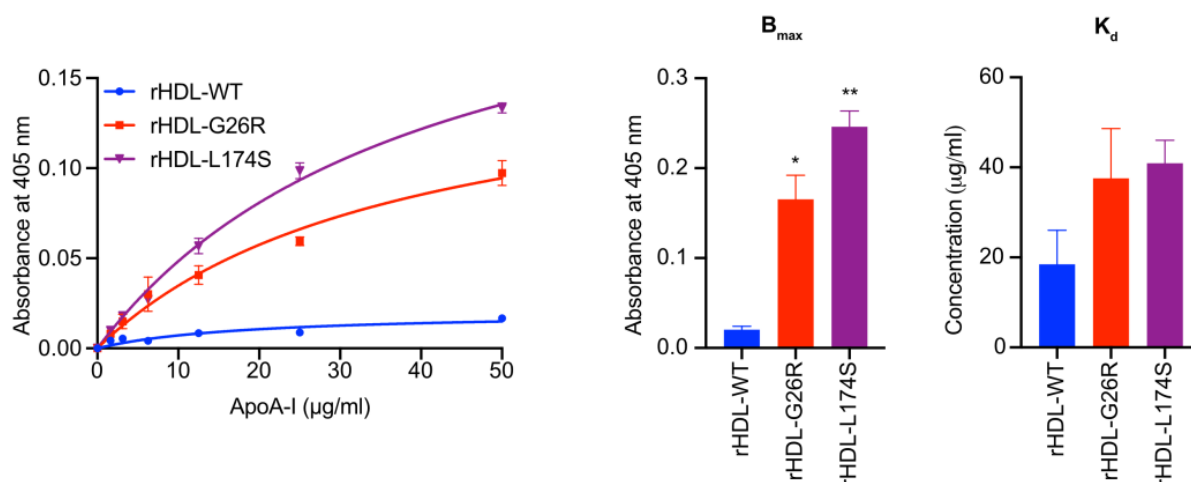 0.15
0.10
0.05
0.00
Absorbance at 405 nm
rHDL-WT
rHDL-G26R
rHDL-L174S
0
10
20
30
40
50
ApoA-I (µg/ml)
Bmax
0.3
0.2
0.1
0.0
Absorbance at 405 nm
*
**
rHDL-WT
rHDL-G26R
rHDL-L174S
Kd
60
40
20
0
Concentration (µg/ml)
rHDL-WT
rHDL-G26R
rHDL-L174S